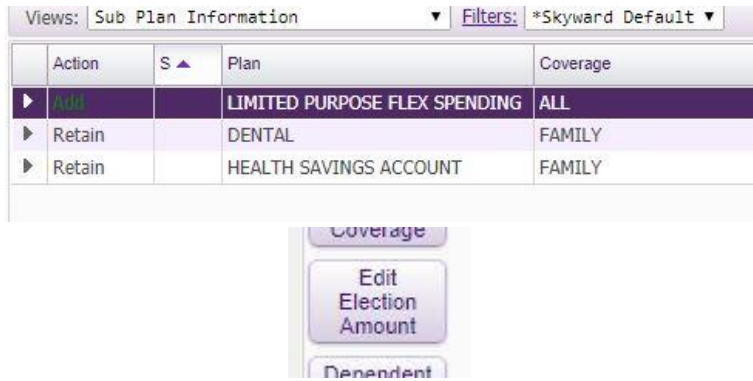 Views: Sub Plan Information ▼ Filters: *Skyward Default ▼
Action S ▲ Plan Coverage
Add LIMITED PURPOSE FLEX SPENDING ALL
Retain DENTAL FAMILY
Retain HEALTH SAVINGS ACCOUNT FAMILY
Coverage
Edit
Election
Amount
Dependent